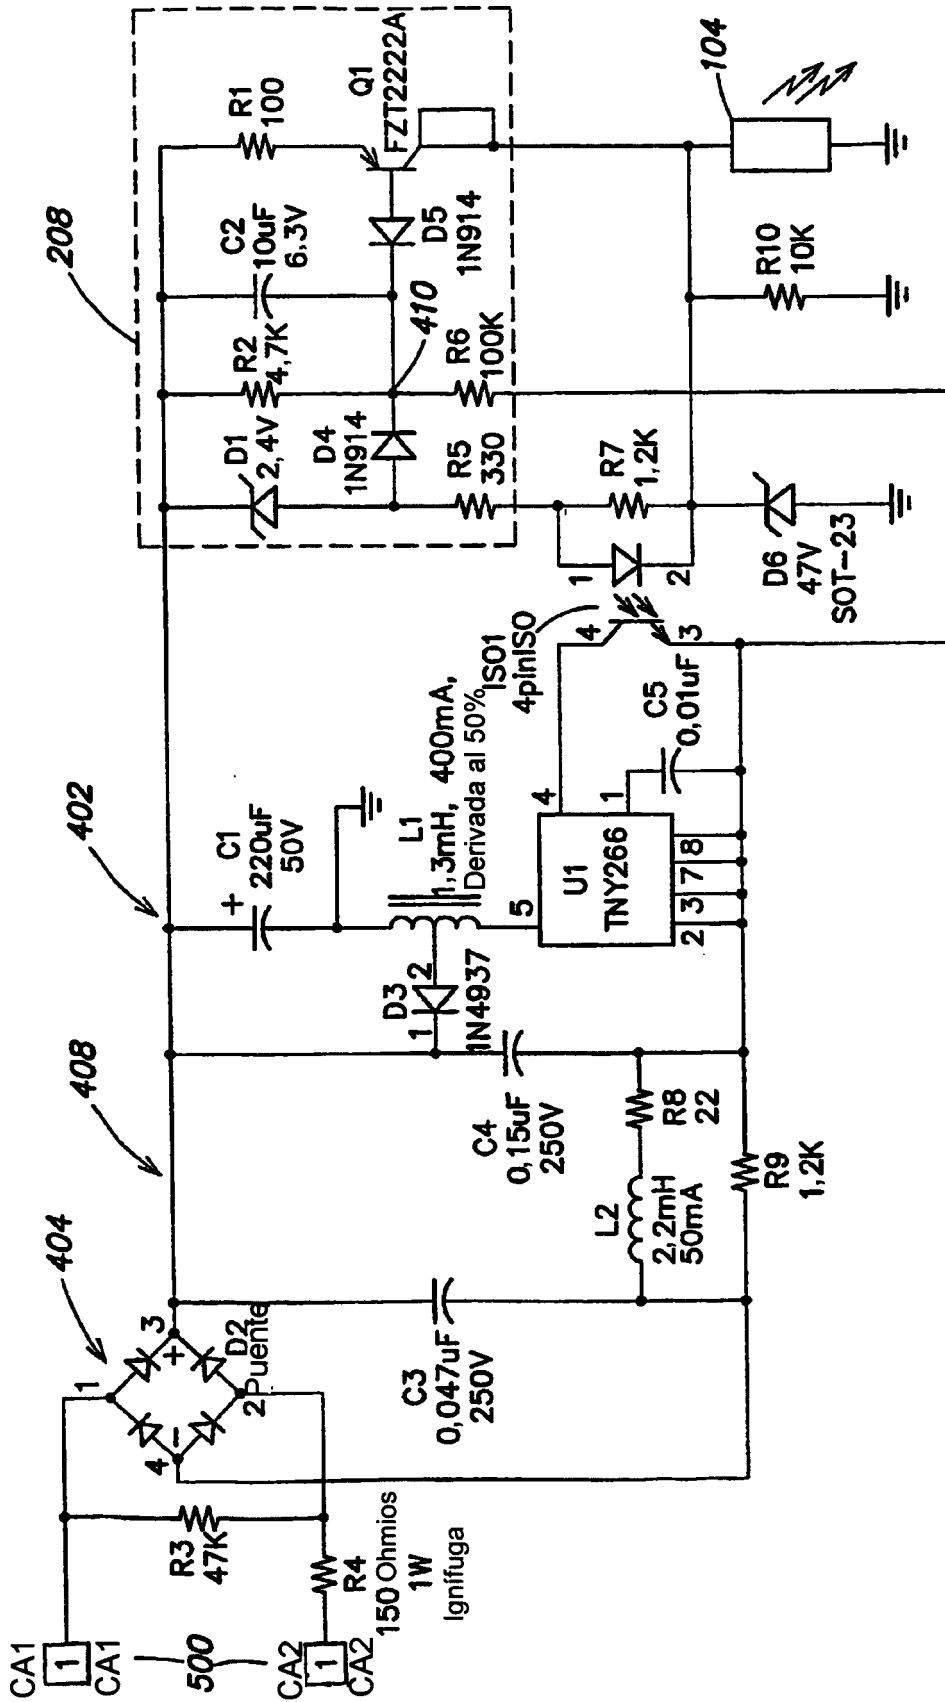 CA1
1
CA1
500
CA2
1
CA2
R3
47K
R4
150 Ohmios
1W
Ignífuga
404
1
2
3
4
+
-
D2
Puente
408
C3
0,047uF
250V
L2
2,2mH
50mA
R8
22
R9
1,2K
C4
0,15uF
250V
D3
1
2
1N4937
402
C1
+
220uF
50V
L1
1,3mH, 400mA,
Derivada al 50%
5
4
1
U1
TNY266
2
3
7
8
C5
0,01uF
ISO1
4pinISO
4
3
1
2
208
D1
2,4V
R2
4,7K
C2
10uF
6,3V
R1
100
Q1
FZT2222A
D4
1N914
D5
1N914
410
R5
330
R6
100K
R7
1,2K
D6
47V
SOT-23
R10
10K
104